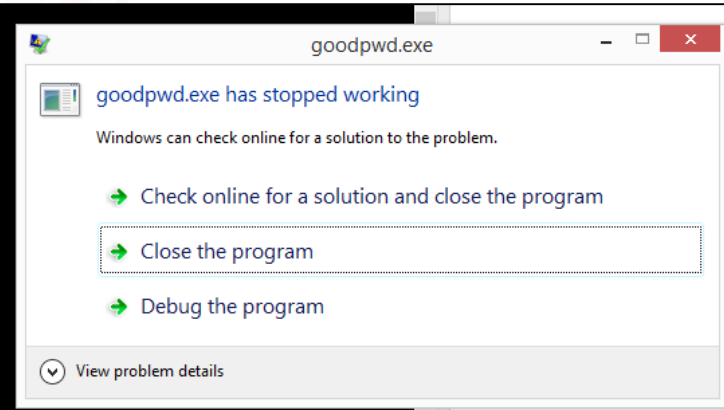 goodpwd.exe
goodpwd.exe has stopped working
Windows can check online for a solution to the problem.
Check online for a solution and close the program
Close the program
Debug the program
View problem details